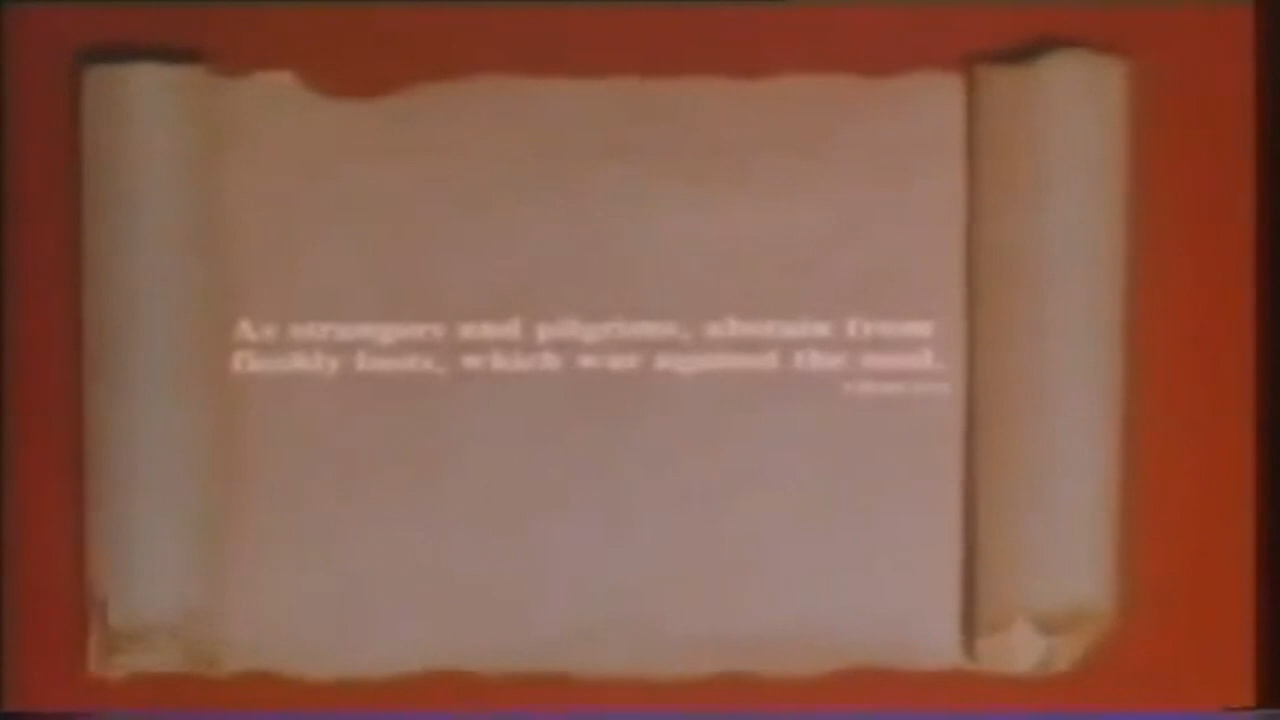 As strangers and pilgrims, abstain from
fleshly lusts, which war against the soul.